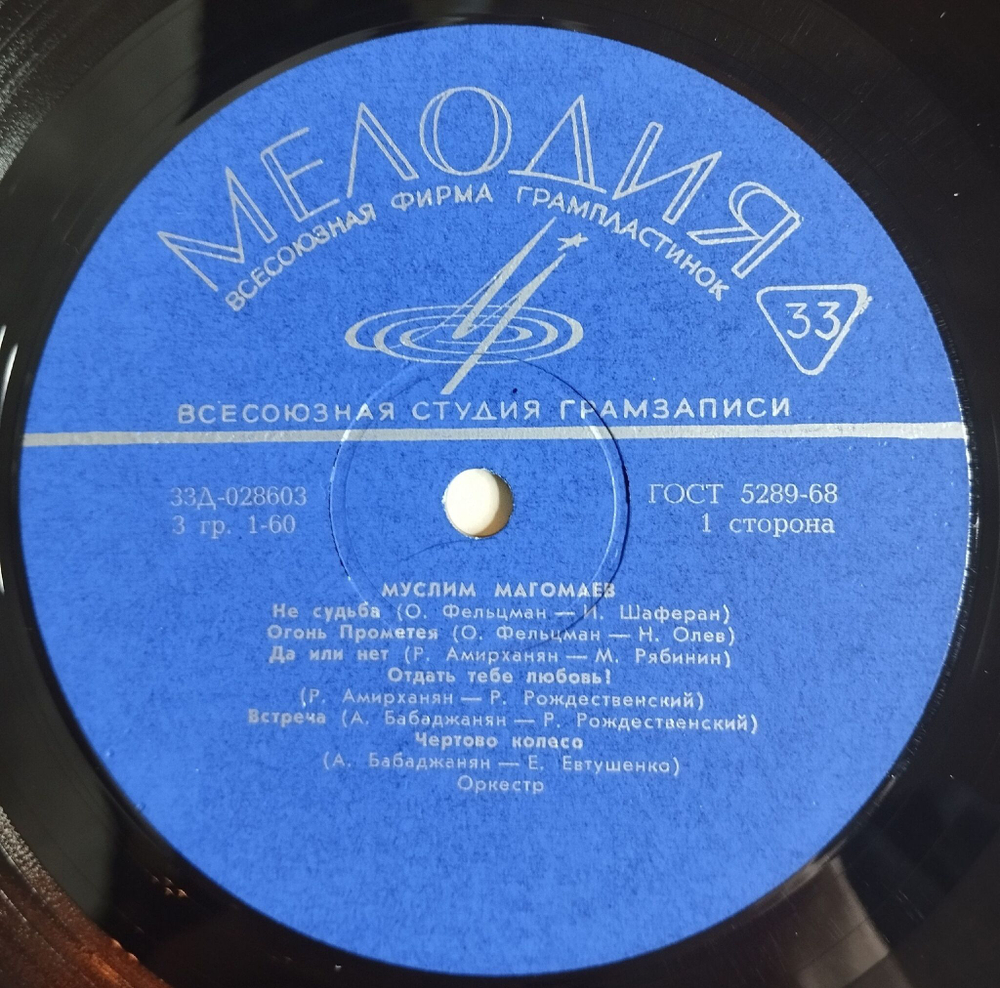 МЕЛОДИЯ
ВСЕСОЮЗНАЯ ФИРМА ГРАМПЛАСТИНОК
33
ВСЕСОЮЗНАЯ СТУДИЯ ГРАМЗАПИСИ
33Д-028603
ГОСТ 5289-68
3 гр. 1-60
1 сторона
МУСЛИМ МАГОМАЕВ
Не судьба (О. Фельцман — И. Шаферан)
Огонь Прометея (О. Фельцман — Н. Олев)
Да или нет (Р. Амирханян — М. Рябинин)
Отдать тебе любовь!
(Р. Амирханян — Р. Рождественский)
Встреча (А. Бабаджанян — Р. Рождественский)
Чертово колесо
(А. Бабаджанян — Е. Евтушенко)
Оркестр